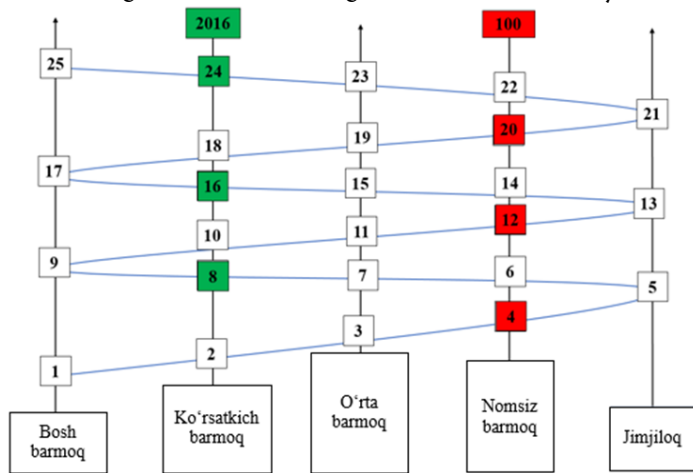 2016 100
25 24 23 22 21
17 18 19 20
16 15 14 13
9 10 11 12
8 7 6 5
1 2 3 4
Bosh
barmoq
Ko‘rsatkich
barmoq
O‘rta
barmoq
Nomsiz
barmoq
Jimjiloq